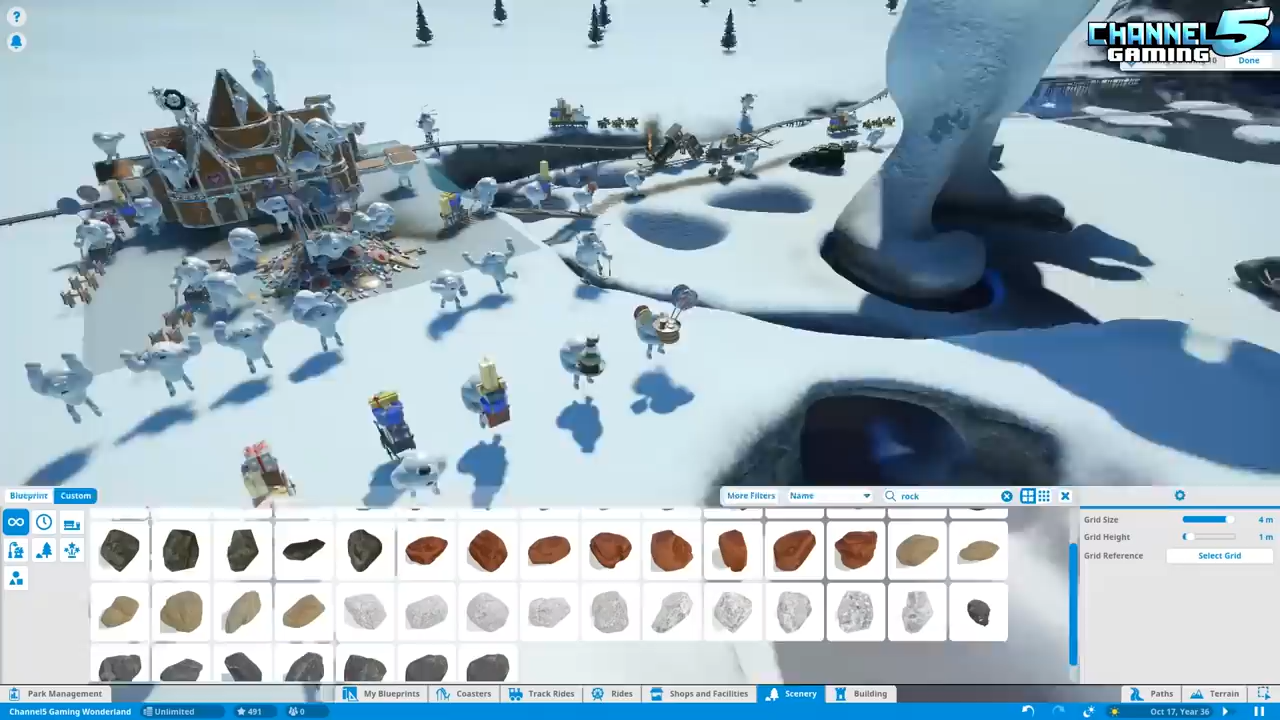 ?
CHANNEL 5
GAMING
Done
Blueprint
Custom
More Filters
Name
rock
Grid Size
4 m
Grid Height
1 m
Grid Reference
Select Grid
Park Management
My Blueprints
Coasters
Track Rides
Rides
Shops and Facilities
Scenery
Building
Paths
Terrain
Channel5 Gaming Wonderland
Unlimited
491
0
Oct 17, Year 36